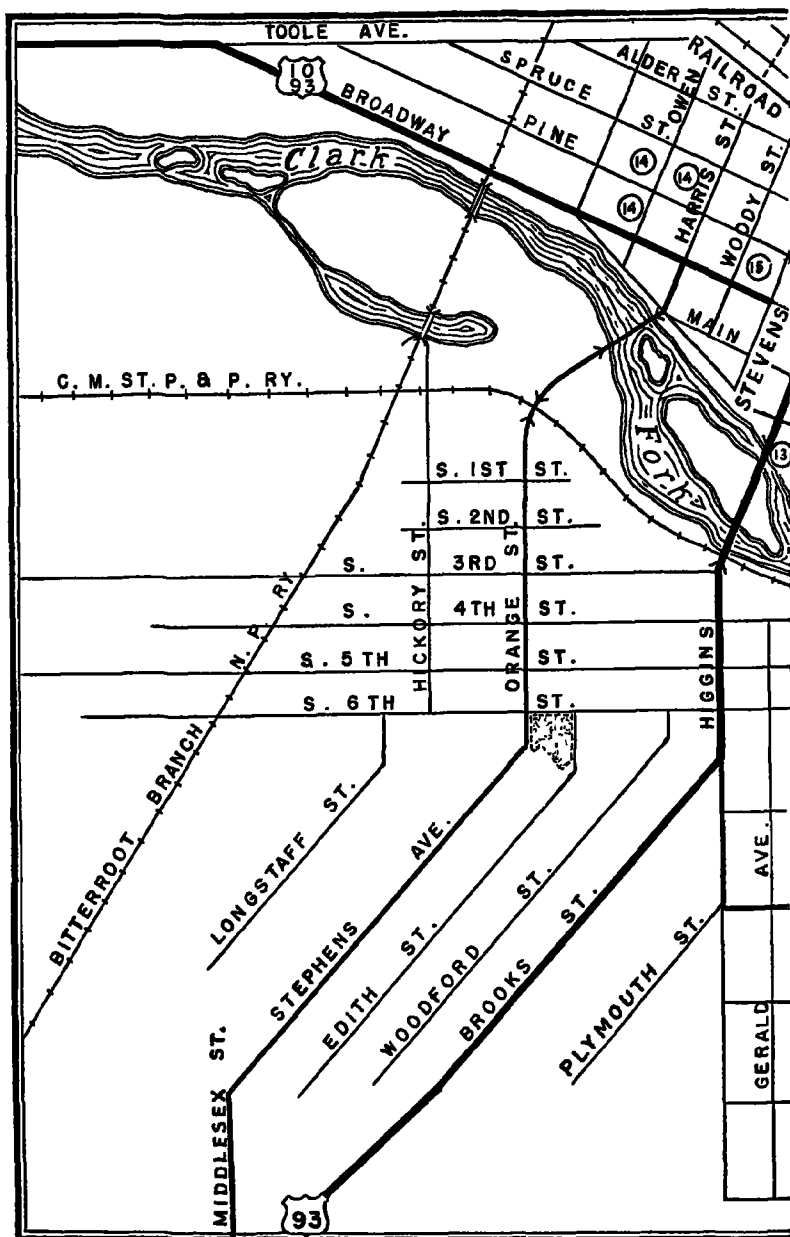 TOOLE AVE.
10
93
BROADWAY
SPRUCE ST.
PINE
ALDER ST.
RAILROAD
OWEN
HARRIS ST
WOODY ST.
14
14
14
15
MAIN
STEVENS
13
Clark
Fork
C. M. ST. P. & P. RY.
S. 1ST ST.
S. 2ND ST.
S. 3RD ST.
S. 4TH ST.
S. 5TH ST.
S. 6TH ST.
HICKORY ST.
ORANGE ST.
HIGGINS
BITTERROOT BRANCH N. P. RY
LONGSTAFF ST.
STEPHENS AVE.
EDITH ST.
WOODFORD ST.
BROOKS ST.
PLYMOUTH ST.
GERALD AVE.
MIDDLESEX ST.
93